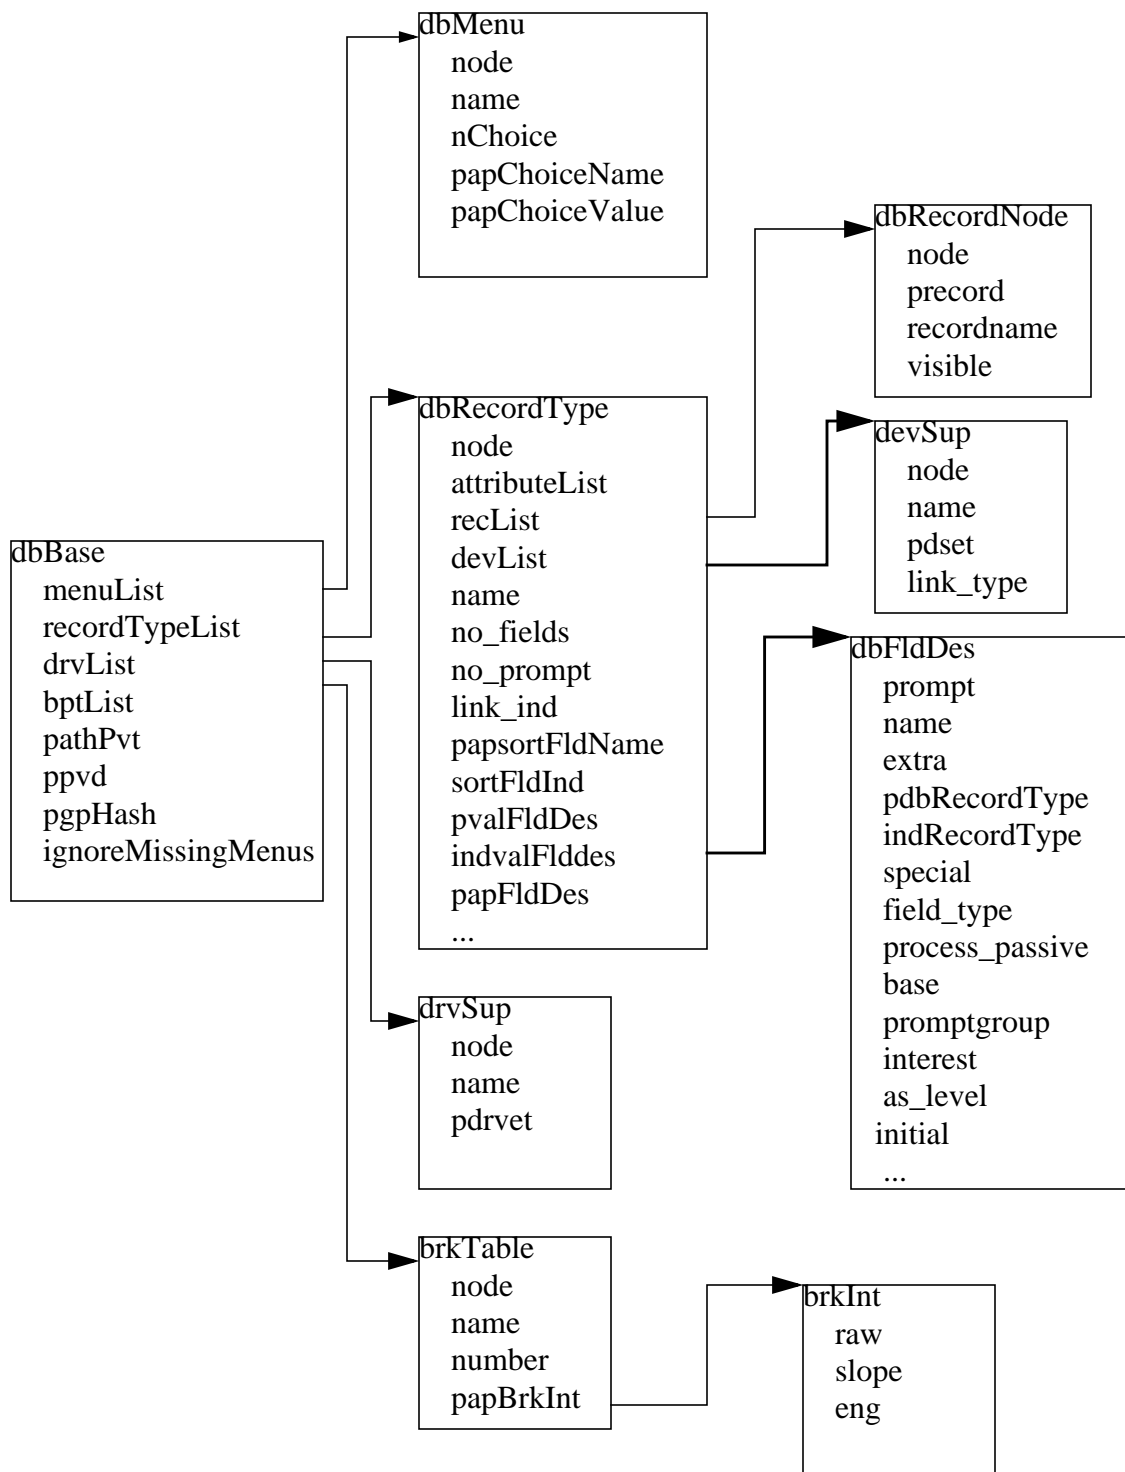 dbMenu
node
name
nChoice
papChoiceName
papChoiceValue
dbRecordNode
node
precord
recordname
visible
dbRecordType
node
attributeList
recList
devList
name
no_fields
no_prompt
link_ind
papsortFldName
sortFldInd
pvalFldDes
indvalFlddes
papFldDes
...
devSup
node
name
pdset
link_type
dbBase
menuList
recordTypeList
drvList
bptList
pathPvt
ppvd
pgpHash
ignoreMissingMenus
dbFldDes
prompt
name
extra
pdbRecordType
indRecordType
special
field_type
process_passive
base
promptgroup
interest
as_level
initial
...
drvSup
node
name
pdrvet
brkTable
node
name
number
papBrkInt
brkInt
raw
slope
eng